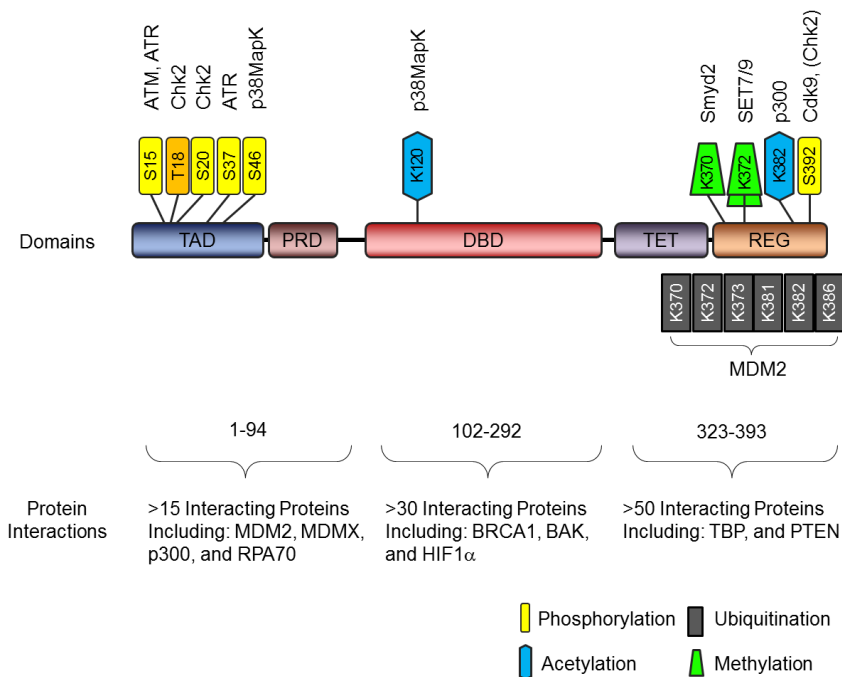 ATM, ATR
Chk2
Chk2
ATR
p38MapK
p38MapK
Smyd2
SET7/9
p300
Cdk9, (Chk2)
S15
T18
S20
S37
S46
K120
K370
K372
K382
S392
Domains
TAD
PRD
DBD
TET
REG
K370
K372
K373
K381
K382
K386
MDM2
1-94
102-292
323-393
Protein
Interactions
>15 Interacting Proteins
Including: MDM2, MDMX,
p300, and RPA70
>30 Interacting Proteins
Including: BRCA1, BAK,
and HIF1α
>50 Interacting Proteins
Including: TBP, and PTEN
Phosphorylation
Ubiquitination
Acetylation
Methylation